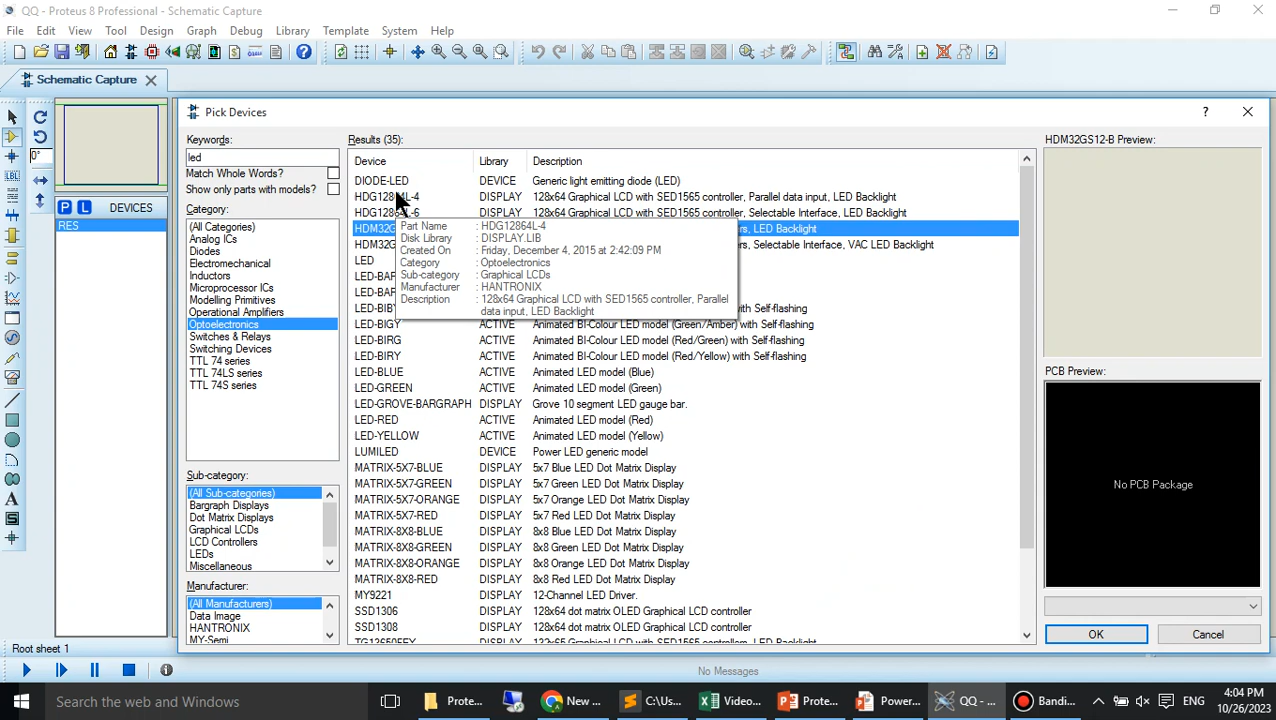 QQ - Proteus 8 Professional - Schematic Capture
File Edit View Tool Design Graph Debug Library Template System Help
Schematic Capture
Pick Devices
0°
LBL
P L DEVICES
RES
Keywords:
led
Match Whole Words?
Show only parts with models?
Category:
(All Categories)
Analog ICs
Diodes
Electromechanical
Inductors
Microprocessor ICs
Modelling Primitives
Operational Amplifiers
Optoelectronics
Switches & Relays
Switching Devices
TTL 74 series
TTL 74LS series
TTL 74S series
Sub-category:
(All Sub-categories)
Bargraph Displays
Dot Matrix Displays
Graphical LCDs
LCD Controllers
LEDs
Miscellaneous
Manufacturer:
(All Manufacturers)
Data Image
HANTRONIX
MY-Semi
Results (35):
Device Library Description
DIODE-LED DEVICE Generic light emitting diode (LED)
HDG12864L-4 DISPLAY 128x64 Graphical LCD with SED1565 controller, Parallel data input, LED Backlight
HDG12864L-6 DISPLAY 128x64 Graphical LCD with SED1565 controller, Selectable Interface, LED Backlight
rs, LED Backlight
ers, Selectable Interface, VAC LED Backlight
LED
Part Name : HDG12864L-4
Disk Library : DISPLAY.LIB
Created On : Friday, December 4, 2015 at 2:42:09 PM
Category : Optoelectronics
Sub-category : Graphical LCDs
Manufacturer : HANTRONIX
Description : 128x64 Graphical LCD with SED1565 controller, Parallel
data input, LED Backlight
with Self-flashing
LED-BIGY ACTIVE Animated BI-Colour LED model (Green/Amber) with Self-flashing
LED-BIRG ACTIVE Animated BI-Colour LED model (Red/Green) with Self-flashing
LED-BIRY ACTIVE Animated BI-Colour LED model (Red/Yellow) with Self-flashing
LED-BLUE ACTIVE Animated LED model (Blue)
LED-GREEN ACTIVE Animated LED model (Green)
LED-GROVE-BARGRAPH DISPLAY Grove 10 segment LED gauge bar.
LED-RED ACTIVE Animated LED model (Red)
LED-YELLOW ACTIVE Animated LED model (Yellow)
LUMILED DEVICE Power LED generic model
MATRIX-5X7-BLUE DISPLAY 5x7 Blue LED Dot Matrix Display
MATRIX-5X7-GREEN DISPLAY 5x7 Green LED Dot Matrix Display
MATRIX-5X7-ORANGE DISPLAY 5x7 Orange LED Dot Matrix Display
MATRIX-5X7-RED DISPLAY 5x7 Red LED Dot Matrix Display
MATRIX-8X8-BLUE DISPLAY 8x8 Blue LED Dot Matrix Display
MATRIX-8X8-GREEN DISPLAY 8x8 Green LED Dot Matrix Display
MATRIX-8X8-ORANGE DISPLAY 8x8 Orange LED Dot Matrix Display
MATRIX-8X8-RED DISPLAY 8x8 Red LED Dot Matrix Display
MY9221 DISPLAY 12-Channel LED Driver.
SSD1306 DISPLAY 128x64 dot matrix OLED Graphical LCD controller
SSD1308 DISPLAY 128x64 dot matrix OLED Graphical LCD controller
HDM32GS12-B Preview:
PCB Preview:
No PCB Package
OK Cancel
Root sheet 1
No Messages
Search the web and Windows
Prote... New ... C:\Us... Video... Prote... Power... QQ - ... Bandi... ENG
4:04 PM
10/26/2023